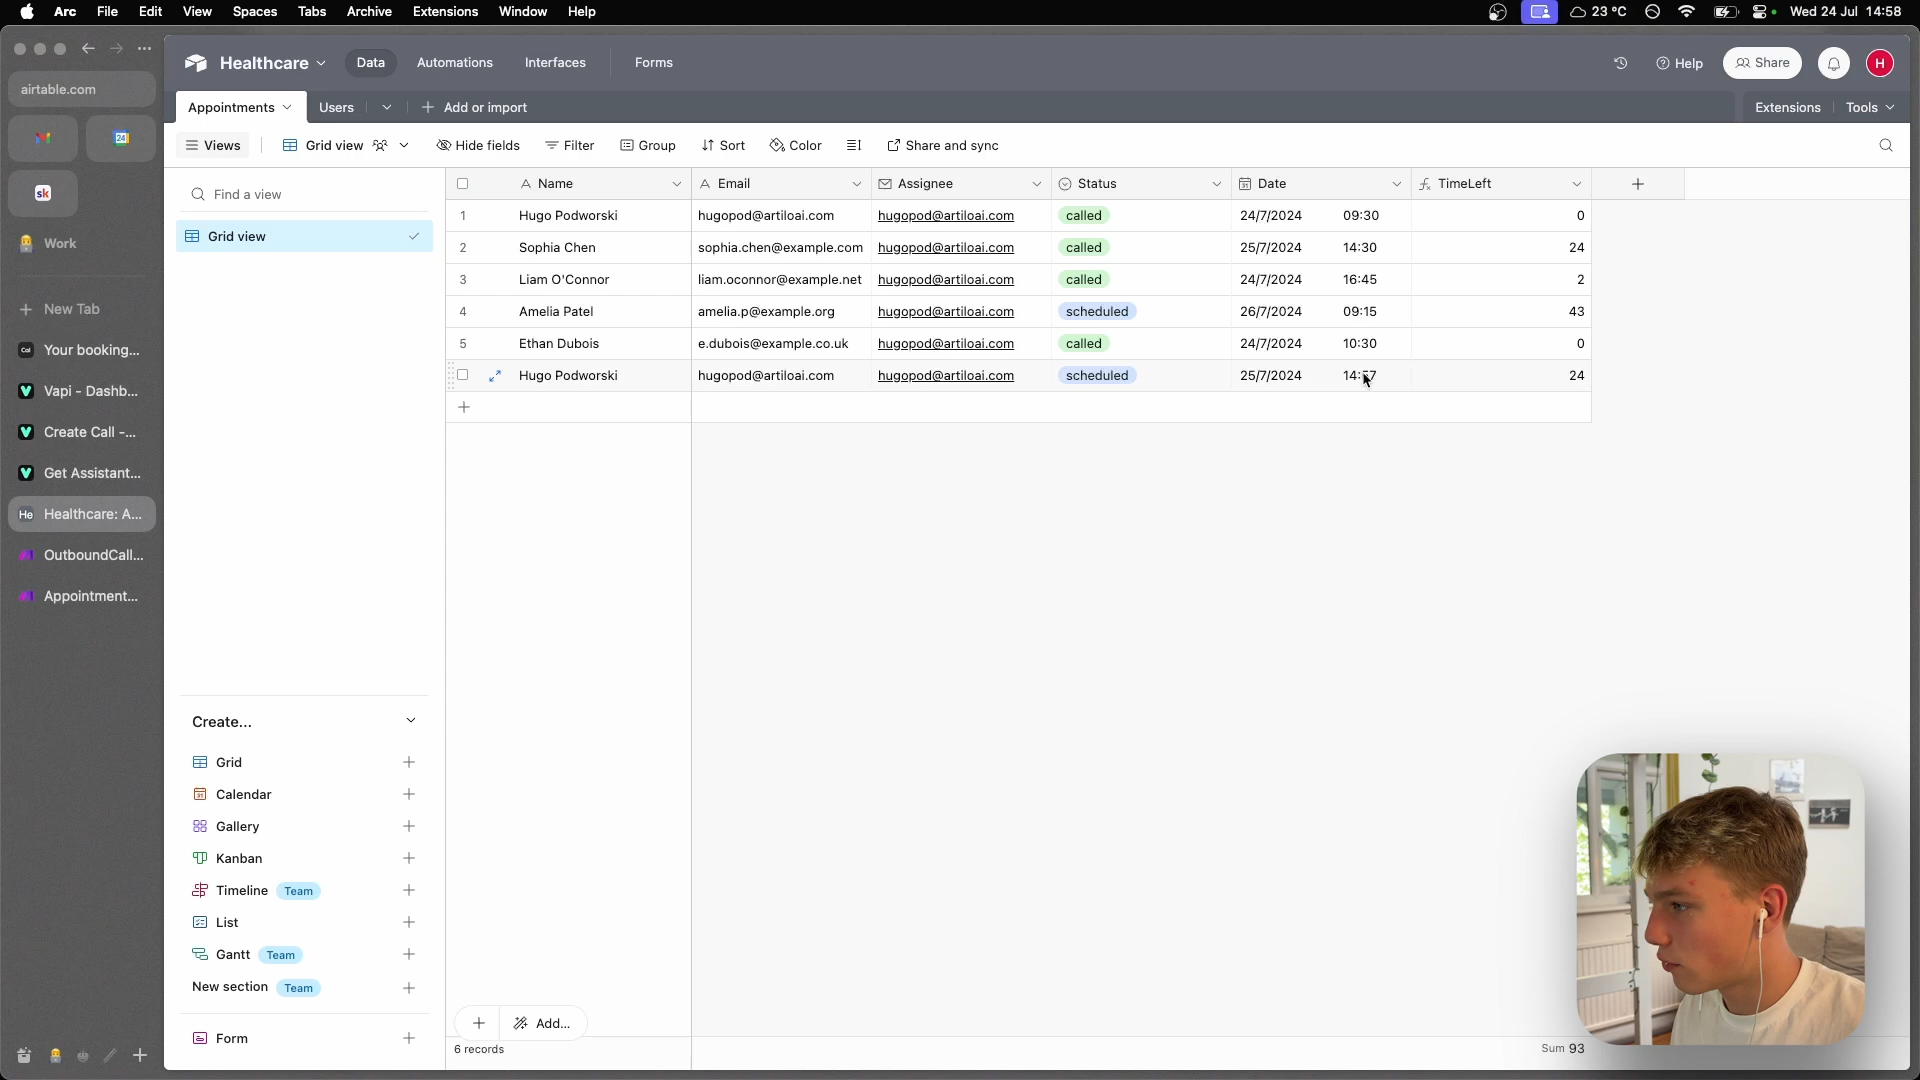 Arc File Edit View Spaces Tabs Archive Extensions Window Help 23 °C Wed 24 Jul 14:58
airtable.com
24
sk
Work
New Tab
Cal Your booking...
Vapi - Dashb...
Create Call -...
Get Assistant...
He Healthcare: A...
OutboundCall...
Appointment...
Healthcare Data Automations Interfaces Forms Help Share H
Appointments Users Add or import Extensions Tools
Views Grid view Hide fields Filter Group Sort Color Share and sync
Find a view
Grid view
Create...
Grid
Calendar
Gallery
Kanban
Timeline Team
List
Gantt Team
New section Team
Form
Name Email Assignee Status Date TimeLeft
1 Hugo Podworski hugopod@artiloai.com hugopod@artiloai.com called 24/7/2024 09:30 0
2 Sophia Chen sophia.chen@example.com hugopod@artiloai.com called 25/7/2024 14:30 24
3 Liam O'Connor liam.oconnor@example.net hugopod@artiloai.com called 24/7/2024 16:45 2
4 Amelia Patel amelia.p@example.org hugopod@artiloai.com scheduled 26/7/2024 09:15 43
5 Ethan Dubois e.dubois@example.co.uk hugopod@artiloai.com called 24/7/2024 10:30 0
Hugo Podworski hugopod@artiloai.com hugopod@artiloai.com scheduled 25/7/2024 14:57 24
Add...
6 records Sum 93